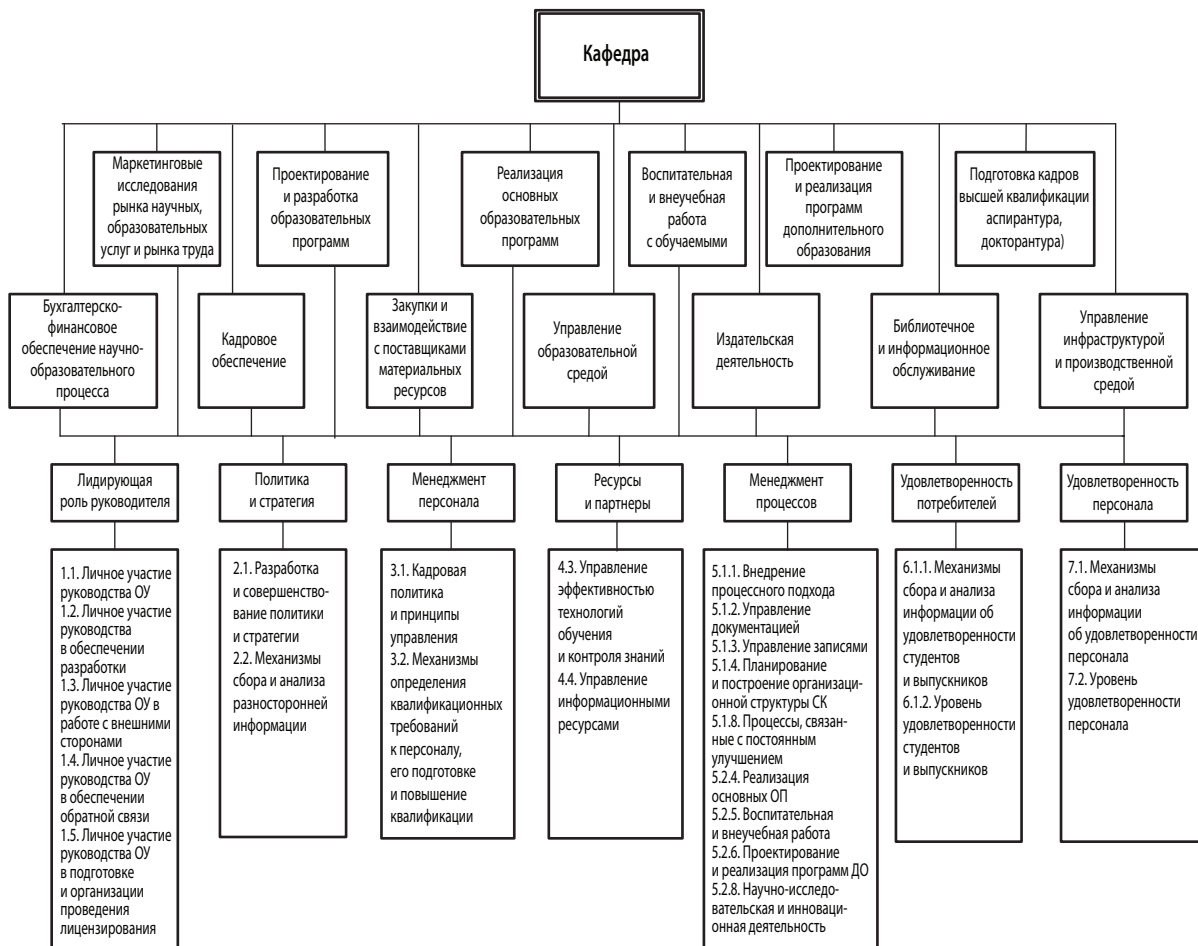 Кафедра
Маркетинговые
исследования
рынка научных,
образовательных
услуг и рынка труда
Проектирование
и разработка
образовательных
программ
Реализация
основных
образовательных
программ
Воспитательная
и внеучебная
работа
с обучаемыми
Проектирование
и реализация
программ
дополнительного
образования
Подготовка кадров
высшей квалификации
аспирантура,
докторантура)
Бухгалтерско-
финансовое
обеспечение научно-
образовательного
процесса
Кадровое
обеспечение
Закупки и
взаимодействие
с поставщиками
материальных
ресурсов
Управление
образовательной
средой
Издательская
деятельность
Библиотечное
и информационное
обслуживание
Управление
инфраструктурой
и производственной
средой
Лидирующая
роль руководителя
Политика
и стратегия
Менеджмент
персонала
Ресурсы
и партнеры
Менеджмент
процессов
Удовлетворенность
потребителей
Удовлетворенность
персонала
1.1. Личное участие
руководства ОУ
1.2. Личное участие
руководства
в обеспечении
разработки
1.3. Личное участие
руководства ОУ в
работе с внешними
сторонами
1.4. Личное участие
руководства ОУ
в обеспечении
обратной связи
1.5. Личное участие
руководства ОУ
в подготовке
и организации
проведения
лицензирования
2.1. Разработка
и совершенство-
вание политики
и стратегии
2.2. Механизмы
сбора и анализа
разносторонней
информации
3.1. Кадровая
политика
и принципы
управления
3.2. Механизмы
определения
квалификационных
требований
к персоналу,
его подготовке
и повышение
квалификации
4.3. Управление
эффективностью
технологий
обучения
и контроля знаний
4.4. Управление
информационными
ресурсами
5.1.1. Внедрение
процессного подхода
5.1.2. Управление
документацией
5.1.3. Управление записями
5.1.4. Планирование
и построение организаци-
онной структуры СК
5.1.8. Процессы, связан-
ные с постоянным
улучшением
5.2.4. Реализация
основных ОП
5.2.5. Воспитательная
и внеучебная работа
5.2.6. Проектирование
и реализация программ ДО
5.2.8. Научно-исследо-
вательская и инноваци-
онная деятельность
6.1.1. Механизмы
сбора и анализа
информации об
удовлетворенности
студентов
и выпускников
6.1.2. Уровень
удовлетворенности
студентов
и выпускников
7.1. Механизмы
сбора и анализа
информации
об удовлетворенности
персонала
7.2. Уровень
удовлетворенности
персонала